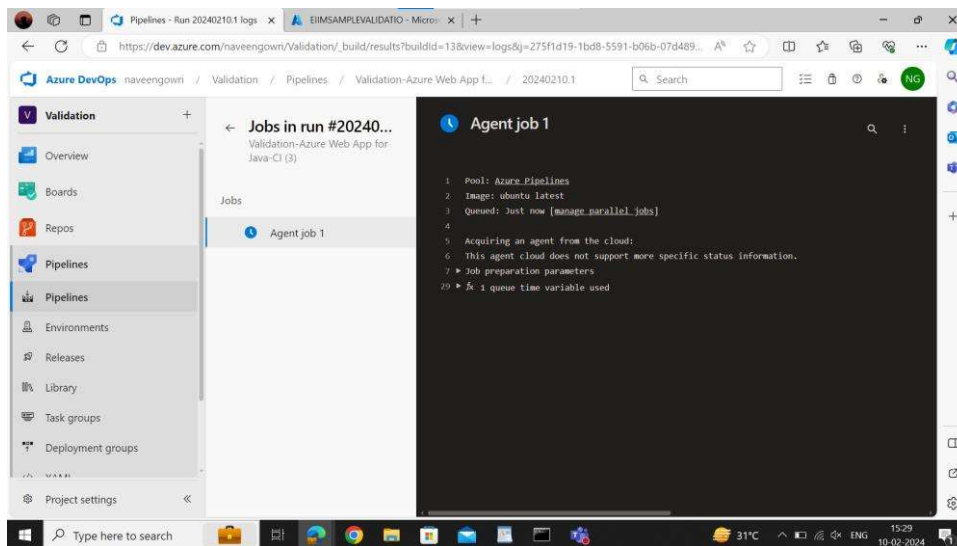 Pipelines - Run 20240210.1 logs
EIIMSAMPLEVALIDATIO - Micros
https://dev.azure.com/naveengowri/Validation/_build/results?buildId=13&view=logs&j=275f1d19-1bd8-5591-b06b-07d489...
Azure DevOps naveengowri / Validation / Pipelines / Validation-Azure Web App f... / 20240210.1
Search
NG
V Validation
Overview
Boards
Repos
Pipelines
Pipelines
Environments
Releases
Library
Task groups
Deployment groups
Project settings
Jobs in run #20240...
Validation-Azure Web App for
Java-CI (3)
Jobs
Agent job 1
Agent job 1
1 Pool: Azure Pipelines
2 Image: ubuntu latest
3 Queued: Just now [manage parallel jobs]
4
5 Acquiring an agent from the cloud:
6 This agent cloud does not support more specific status information.
7 Job preparation parameters
29 fx 1 queue time variable used
Type here to search
31°C
ENG
15:29
10-02-2024